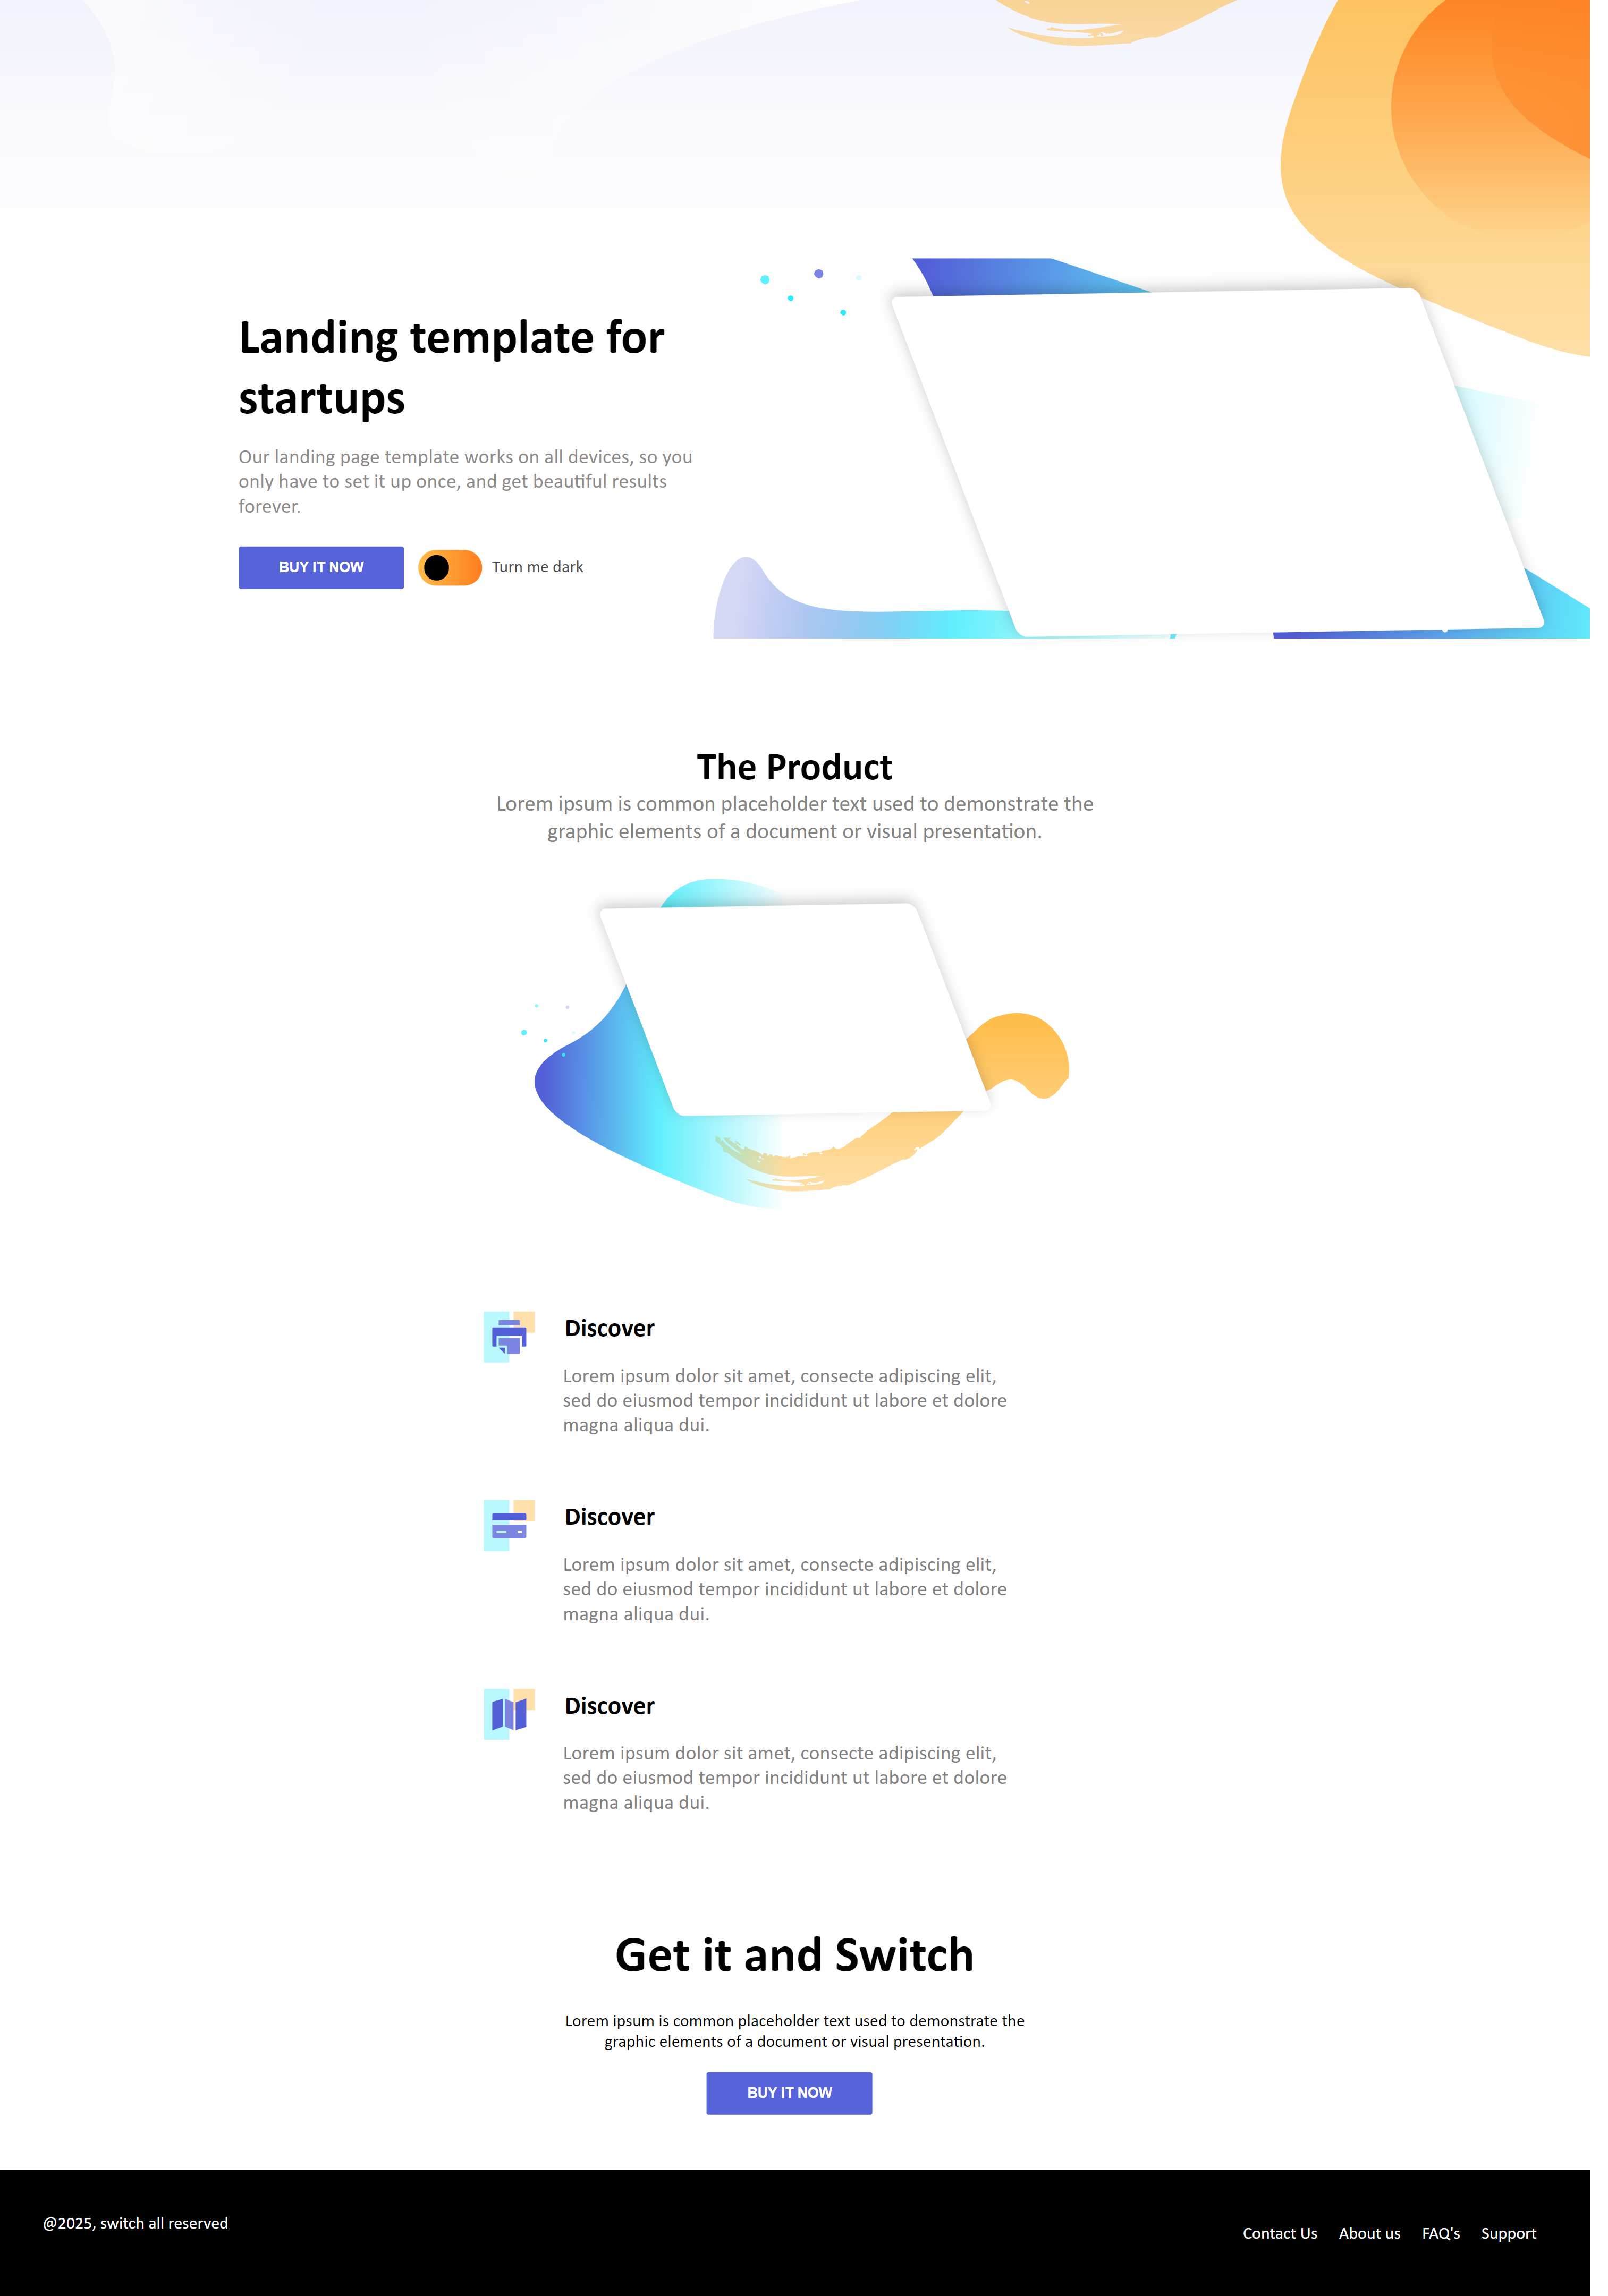 Landing template for
startups
Our landing page template works on all devices, so you
only have to set it up once, and get beautiful results
forever.
BUY IT NOW
Turn me dark
The Product
Lorem ipsum is common placeholder text used to demonstrate the
graphic elements of a document or visual presentation.
Discover
Lorem ipsum dolor sit amet, consecte adipiscing elit,
sed do eiusmod tempor incididunt ut labore et dolore
magna aliqua dui.
Discover
Lorem ipsum dolor sit amet, consecte adipiscing elit,
sed do eiusmod tempor incididunt ut labore et dolore
magna aliqua dui.
Discover
Lorem ipsum dolor sit amet, consecte adipiscing elit,
sed do eiusmod tempor incididunt ut labore et dolore
magna aliqua dui.
Get it and Switch
Lorem ipsum is common placeholder text used to demonstrate the
graphic elements of a document or visual presentation.
BUY IT NOW
@2025, switch all reserved
Contact Us About us FAQ's Support